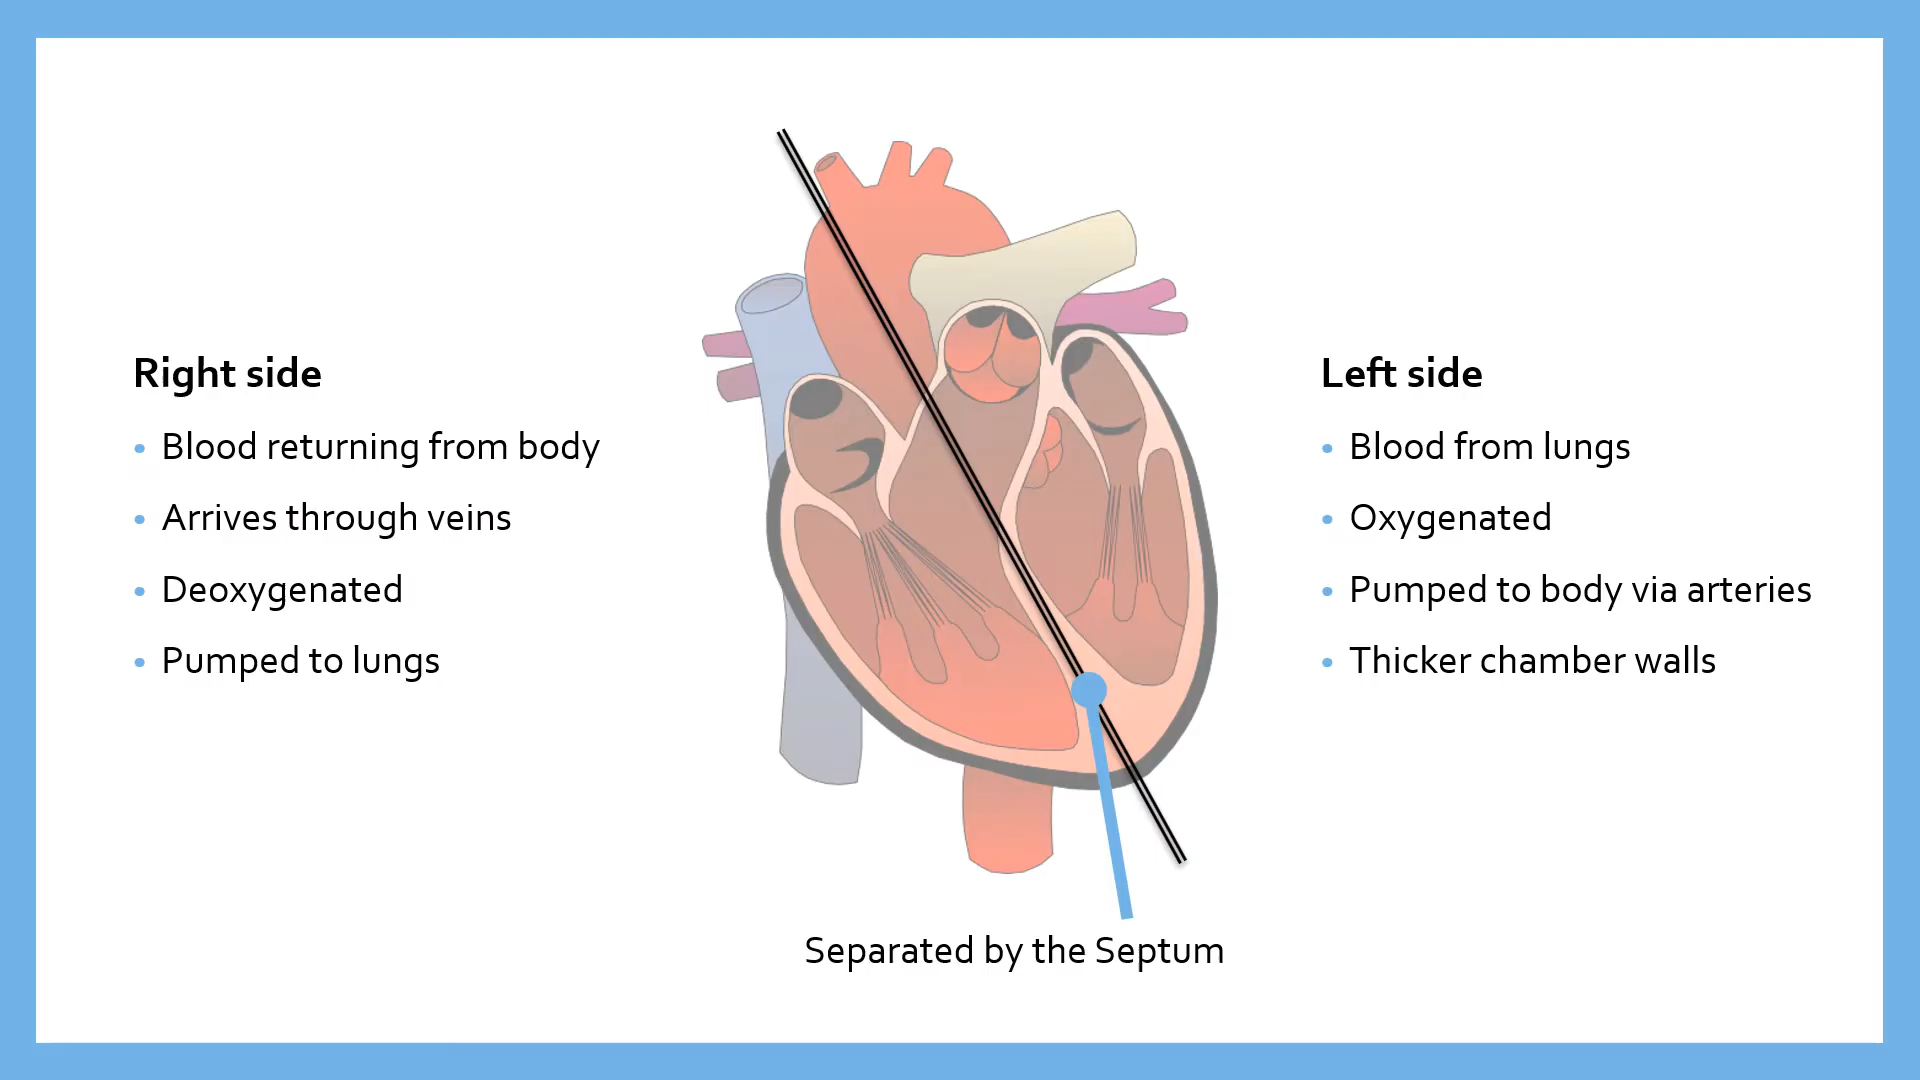 Right side
• Blood returning from body
• Arrives through veins
• Deoxygenated
• Pumped to lungs
Left side
• Blood from lungs
• Oxygenated
• Pumped to body via arteries
• Thicker chamber walls
Separated by the Septum